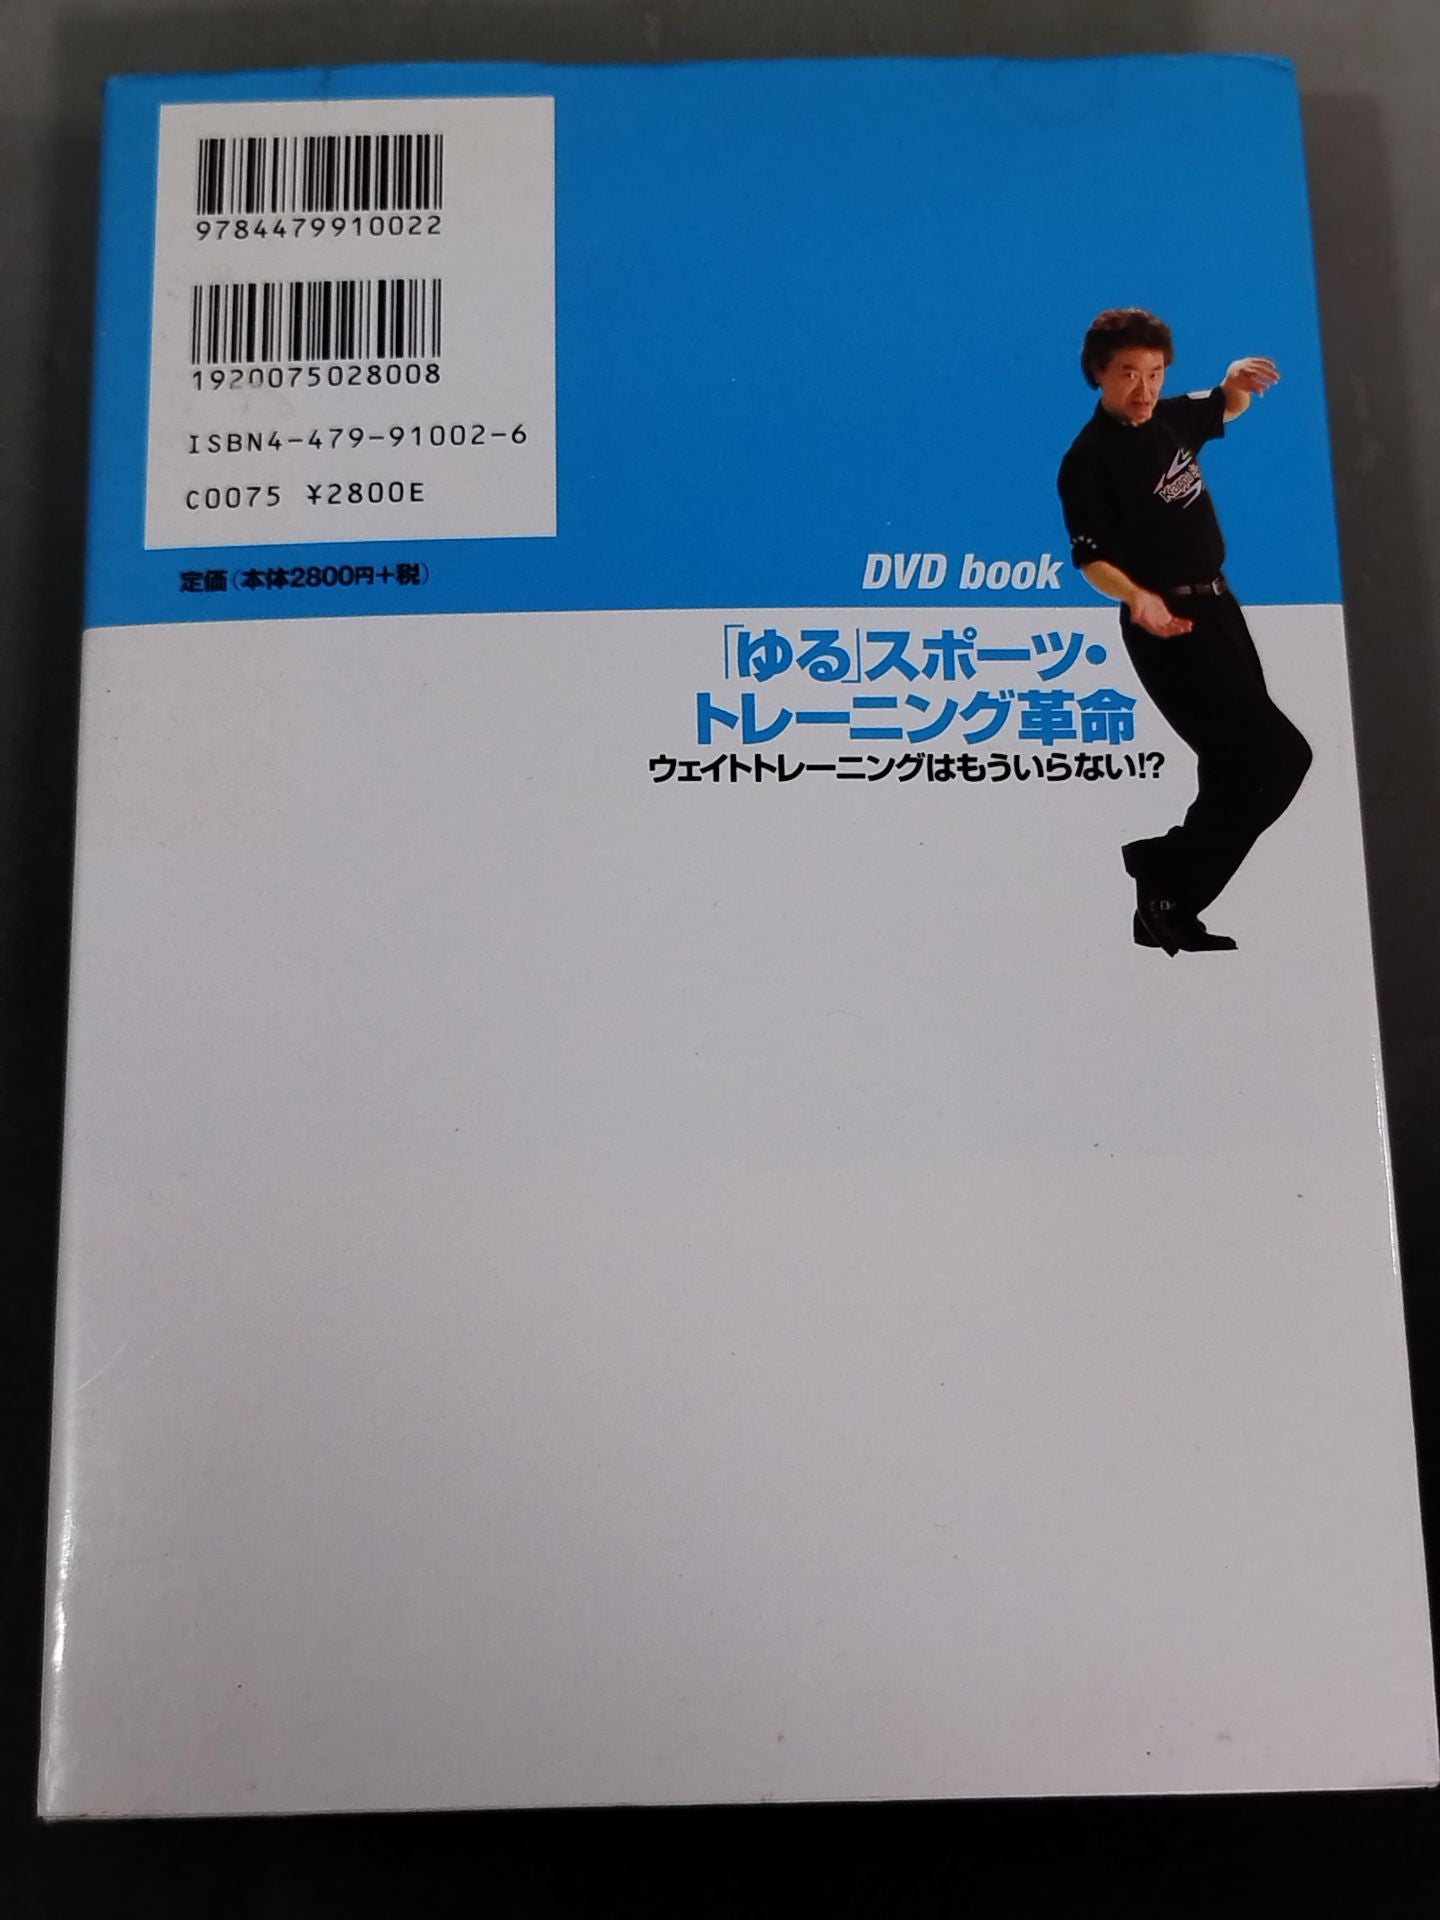 9784479910022
1920075028008
ISBN4-479-91002-6
C0075 ¥2800E
定価(本体2800円+税)
DVD book
「ゆる」スポーツ・
トレーニング革命
ウェイトトレーニングはもういらない!?
Kappa